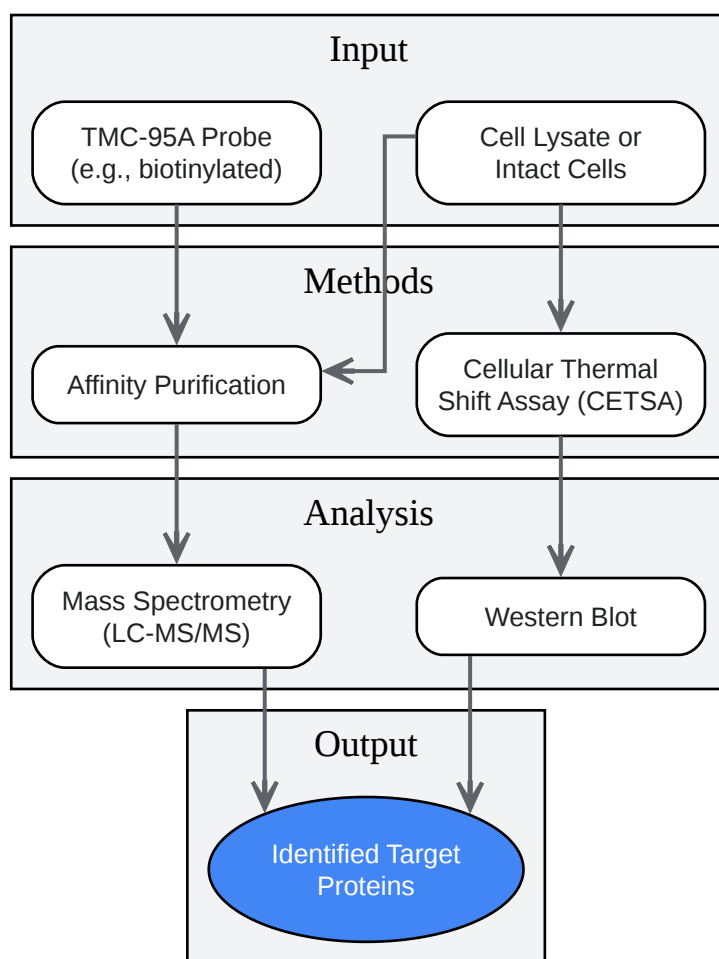 Input
TMC-95A Probe
(e.g., biotinylated)
Cell Lysate or
Intact Cells
Methods
Affinity Purification
Cellular Thermal
Shift Assay (CETSA)
Analysis
Mass Spectrometry
(LC-MS/MS)
Western Blot
Output
Identified Target
Proteins